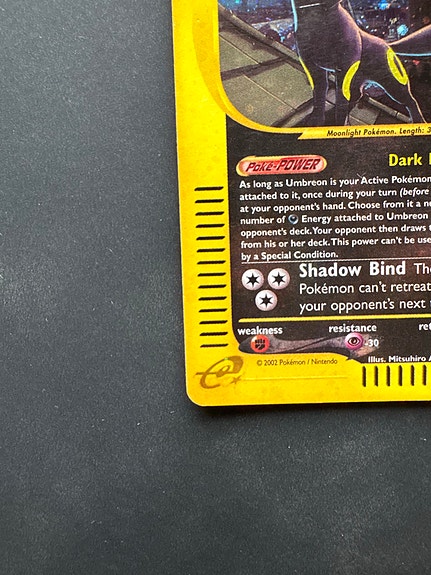 Moonlight Pokémon. Length: 3
Poké-POWER
Dark
As long as Umbreon is your Active Pokémon
attached to it, once during your turn (before
at your opponent's hand. Choose from it a
number of Energy attached to Umbreon
opponent's deck. Your opponent then draws
from his or her deck. This power can't be use
by a Special Condition.
Shadow Bind The
Pokémon can't retreat
your opponent's next
weakness resistance
-30
© 2002 Pokémon / Nintendo
Illus. Mitsuhiro A
e